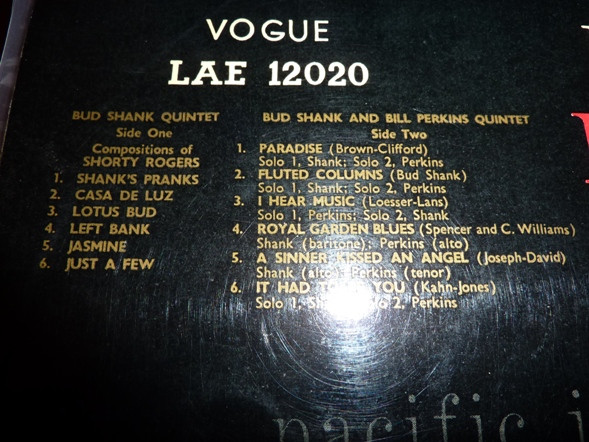 VOGUE
LAE 12020
BUD SHANK QUINTET
Side One
Compositions of
SHORTY ROGERS
1. SHANK'S PRANKS
2. CASA DE LUZ
3. LOTUS BUD
4. LEFT BANK
5. JASMINE
6. JUST A FEW
BUD SHANK AND BILL PERKINS QUINTET
Side Two
1. PARADISE (Brown-Clifford)
Solo 1, Shank; Solo 2, Perkins
2. FLUTED COLUMNS (Bud Shank)
Solo 1, Shank; Solo 2, Perkins
3. I HEAR MUSIC (Loesser-Lans)
Solo 1, Perkins; Solo 2, Shank
4. ROYAL GARDEN BLUES (Spencer and C. Williams)
Shank (baritone); Perkins (alto)
5. A SINNER KISSED AN ANGEL (Joseph-David)
Shank (alto); Perkins (tenor)
6. IT HAD TO BE YOU (Kahn-Jones)
Solo 1, Shank; Solo 2, Perkins
pacific